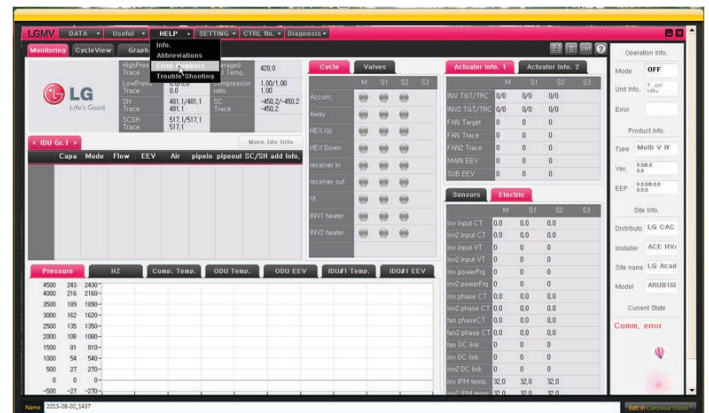 LGMV DATA Useful HELP SETTING CTRL ftn. Diagnosis
Info.
Abbreviations
Error Numbers
Trouble Shooting
Monitoring CycleView Graph
LG
Life's Good
HighPres
Trace
Averaged
Temp.
428,0
LowPress
Trace
0.0
compression
ratio
1.00/1.00
1.00
SH
Trace
481,1/481,1
481,1
SC
Trace
-450,2/-450,2
-450,2
SCSH
Trace
517,1/517,1
517,1
< IDU Gr.1 > More Idu Info
Capa Mode Flow EEV Air pipein pipeout SC/SH add Info.
Cycle Valves
M S1 S2 S3
Accum.
4way
HEX Up
HEX Down
receiver in
receiver out
VI
INV1 heater
INV2 heater
Actuator Info. 1 Actuator Info. 2
M S1 S2 S3
INV TGT/TRC 0/0 0/0 0/0
INV2 TGT/TRC 0/0 0/0 0/0
FAN Target 0 0 0
FAN Trace 0 0 0
FAN2 Trace 0 0 0
MAIN EEV 0 0 0
SUB EEV 0 0 0
Sensors Electric
M S1 S2 S3
Inv Input CT 0,0 0,0 0,0
Inv2 Input CT 0,0 0,0 0,0
Inv Input VT 0 0 0
Inv2 input VT 0 0 0
Inv powerFrq 0 0 0
Inv2 powerFrq 0 0 0
Inv phase CT 0,0 0,0 0,0
Inv2 phase CT 0,0 0,0 0,0
fan phaseCT 0,0 0,0 0,0
fan2 phase CT 0,0 0,0 0,0
fan DC link 0 0 0
Inv DC link 0 0 0
Inv2 DC link 0 0 0
Inv IPM temp. 32,0 32,0 32,0
Operation Info.
Mode OFF
Unit Info.
Error
Product Info.
Type Multi V IV
Ver.
EEP
Site Info.
Distributo LG CAC
Installer ACE HVA
Site name LG Acad
Model ARUB16
Current State
Comm. error
Pressure HZ Comp. Temp. ODU Temp. ODU EEV IDU#1 Temp. IDU#1 EEV
4500 243 2430
4000 216 2160
3500 189 1890
3000 162 1620
2500 135 1350
2000 108 1080
1500 81 810
1000 54 540
500 27 270
0 0 0
-500 -27 -270
Name 2013-08-02_1437
Edit in Camtasia Studio